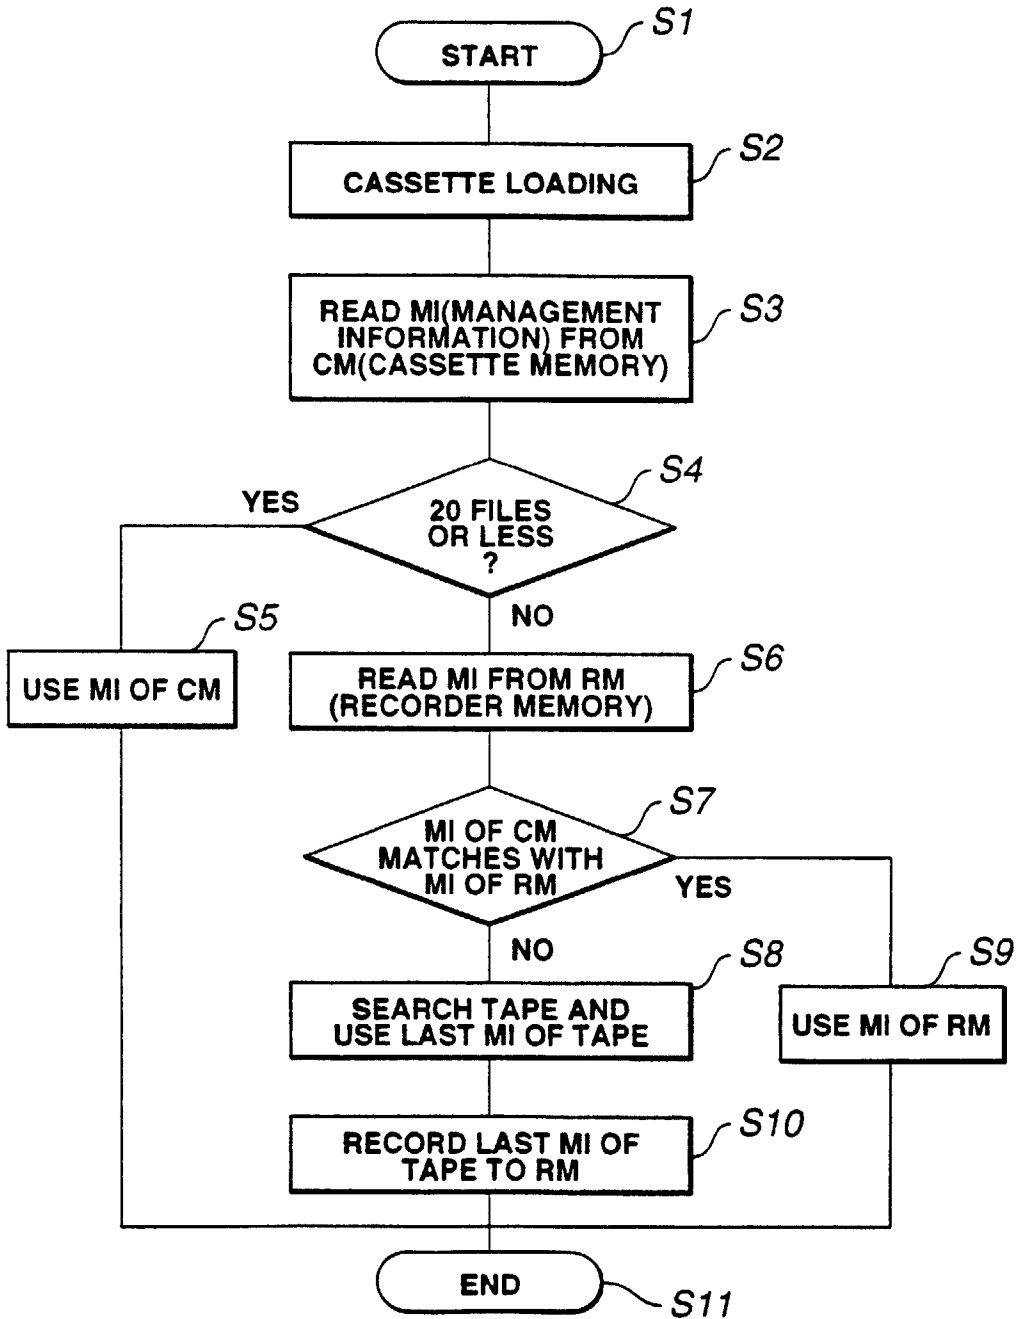 START
S1
CASSETTE LOADING
S2
READ MI(MANAGEMENT
INFORMATION) FROM
CM(CASSETTE MEMORY)
S3
20 FILES
OR LESS
?
S4
YES
NO
USE MI OF CM
S5
READ MI FROM RM
(RECORDER MEMORY)
S6
MI OF CM
MATCHES WITH
MI OF RM
S7
YES
NO
SEARCH TAPE AND
USE LAST MI OF TAPE
S8
USE MI OF RM
S9
RECORD LAST MI OF
TAPE TO RM
S10
END
S11